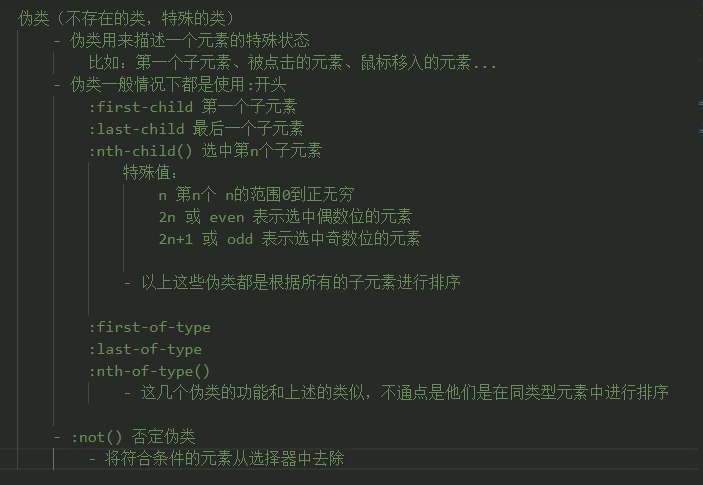 伪类（不存在的类，特殊的类）
- 伪类用来描述一个元素的特殊状态
比如：第一个子元素、被点击的元素、鼠标移入的元素...
- 伪类一般情况下都是使用:开头
:first-child 第一个子元素
:last-child 最后一个子元素
:nth-child() 选中第n个子元素
特殊值：
n 第n个 n的范围0到正无穷
2n 或 even 表示选中偶数位的元素
2n+1 或 odd 表示选中奇数位的元素
- 以上这些伪类都是根据所有的子元素进行排序
:first-of-type
:last-of-type
:nth-of-type()
- 这几个伪类的功能和上述的类似，不通点是他们是在同类型元素中进行排序
- :not() 否定伪类
- 将符合条件的元素从选择器中去除